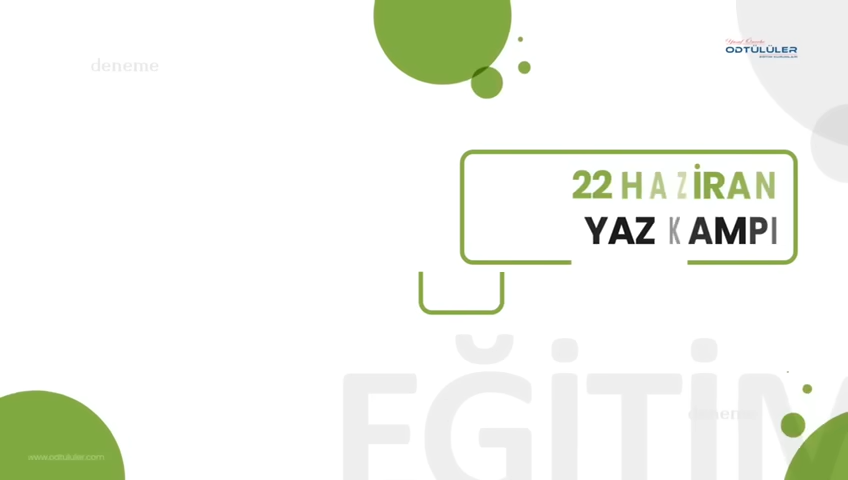 deneme
ODTÜLÜLER
22 HAZİRAN
YAZ KAMPI
EĞİTİM
deneme
www.odtululer.com